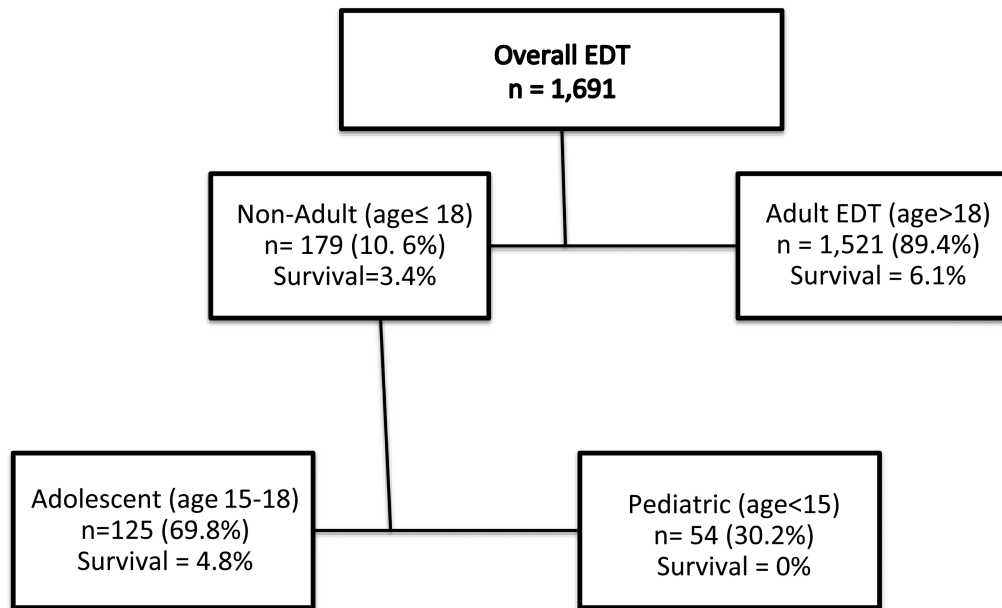 Overall EDT
n = 1,691
Non-Adult (age≤ 18)
n= 179 (10. 6%)
Survival=3.4%
Adult EDT (age>18)
n = 1,521 (89.4%)
Survival = 6.1%
Adolescent (age 15-18)
n=125 (69.8%)
Survival = 4.8%
Pediatric (age<15)
n= 54 (30.2%)
Survival = 0%